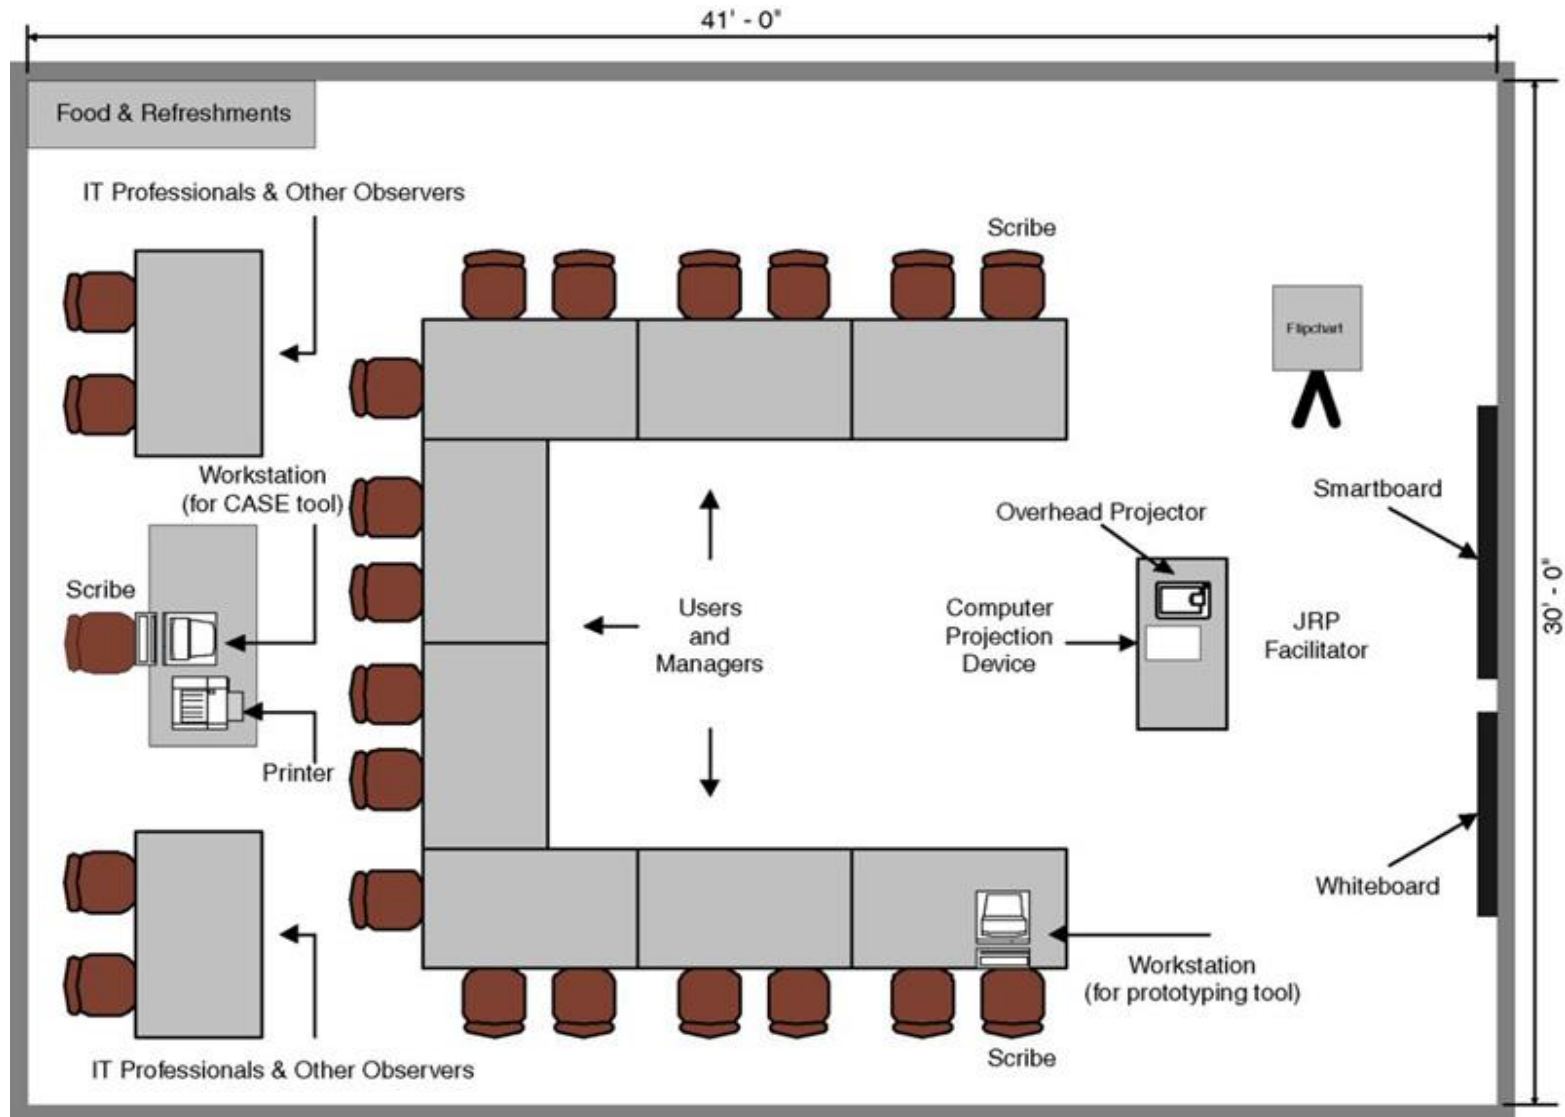 41' - 0"
Food & Refreshments
IT Professionals & Other Observers
Scribe
Flipchart
Workstation
(for CASE tool)
Smartboard
Overhead Projector
30' - 0"
Scribe
Users
and
Managers
Computer
Projection
Device
JRP
Facilitator
Printer
Whiteboard
Workstation
(for prototyping tool)
Scribe
IT Professionals & Other Observers